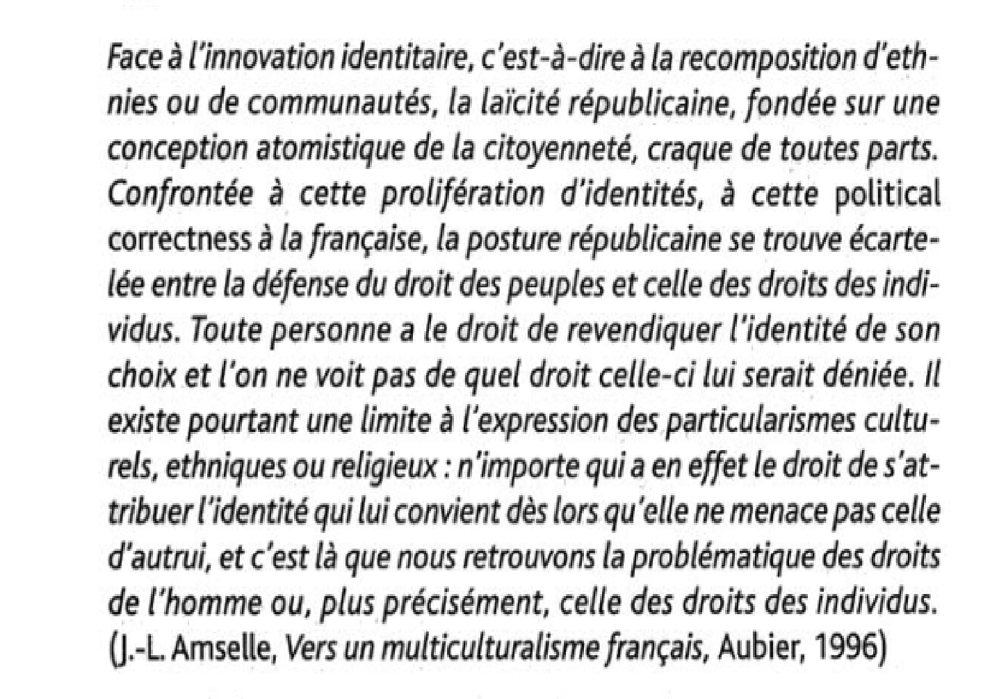 Face à l'innovation identitaire, c'est-à-dire à la recomposition d'eth-
nies ou de communautés, la laïcité républicaine, fondée sur une
conception atomistique de la citoyenneté, craque de toutes parts.
Confrontée à cette prolifération d'identités, à cette political
correctness à la française, la posture républicaine se trouve écarte-
lée entre la défense du droit des peuples et celle des droits des indi-
vidus. Toute personne a le droit de revendiquer l'identité de son
choix et l'on ne voit pas de quel droit celle-ci lui serait déniée. Il
existe pourtant une limite à l'expression des particularismes cultu-
rels, ethniques ou religieux : n'importe qui a en effet le droit de s'at-
tribuer l'identité qui lui convient dès lors qu'elle ne menace pas celle
d'autrui, et c'est là que nous retrouvons la problématique des droits
de l'homme ou, plus précisément, celle des droits des individus.
(J.-L. Amselle, Vers un multiculturalisme français, Aubier, 1996)